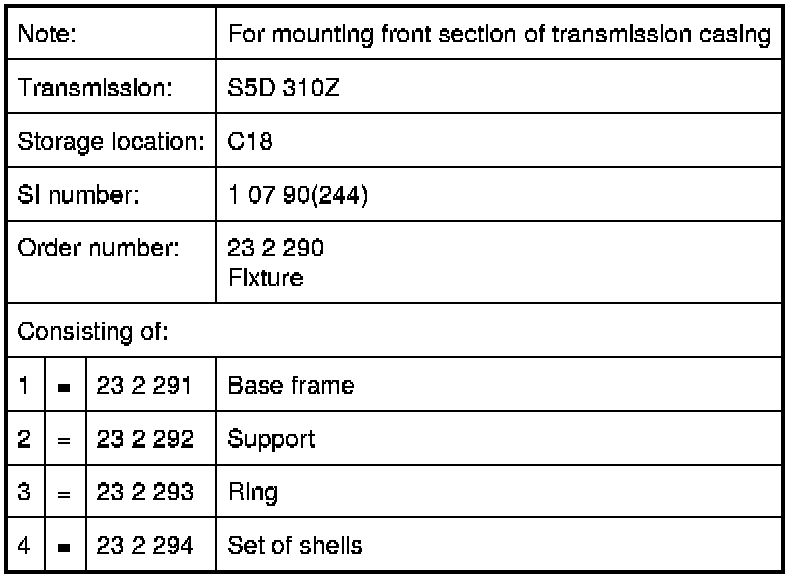 Note: For mounting front section of transmission casing
Transmission: S5D 310Z
Storage location: C18
SI number: 1 07 90(244)
Order number: 23 2 290
Fixture
Consisting of:
1 = 23 2 291 Base frame
2 = 23 2 292 Support
3 = 23 2 293 Ring
4 = 23 2 294 Set of shells